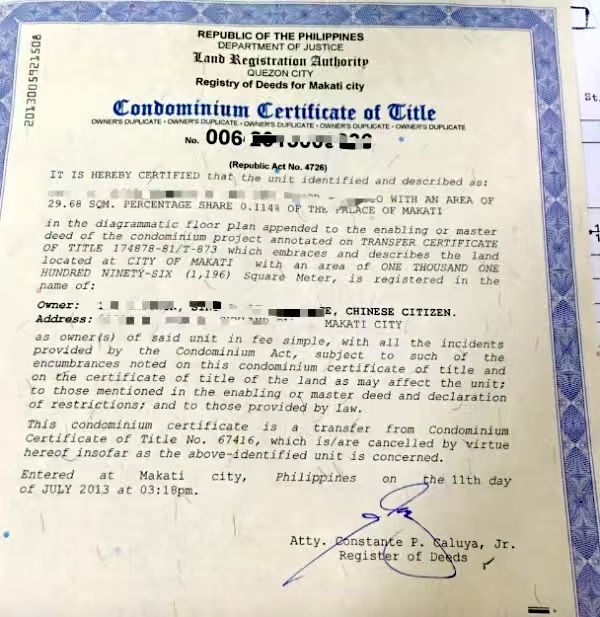 2013005921508
REPUBLIC OF THE PHILIPPINES
DEPARTMENT OF JUSTICE
Land Registration Authority
QUEZON CITY
Registry of Deeds for Makati city
Condominium Certificate of Title
OWNER'S DUPLICATE • OWNER'S DUPLICATE • OWNER'S DUPLICATE • OWNER'S DUPLICATE • OWNER'S DUPLICATE
No. 006
(Republic Act No. 4726)
IT IS HEREBY CERTIFIED that the unit identified and described as:
WITH AN AREA OF
29.68 SQM. PERCENTAGE SHARE 0.114% OF THE PALACE OF MAKATI
in the diagrammatic floor plan appended to the enabling or master
deed of the condominium project annotated on TRANSFER CERTIFICATE
OF TITLE 174878-81/T-873 which embraces and describes the land
located at CITY OF MAKATI with an area of ONE THOUSAND ONE
HUNDRED NINETY-SIX (1,196) Square Meter, is registered in the
name of:
Owner: CHINESE CITIZEN.
Address: MAKATI CITY
as owner(s) of said unit in fee simple, with all the incidents
provided by the Condominium Act, subject to such of the
encumbrances noted on this condominium certificate of title and
on the certificate of title of the land as may affect the unit;
to those mentioned in the enabling or master deed and declaration
of restrictions; and to those provided by law.
This condominium certificate is a transfer from Condominium
Certificate of Title No. 67416, which is/are cancelled by virtue
hereof insofar as the above-identified unit is concerned.
Entered at Makati city, Philippines on the 11th day
of JULY 2013 at 03:18pm.
Atty. Constante P. Caluya, Jr.
Register of Deeds